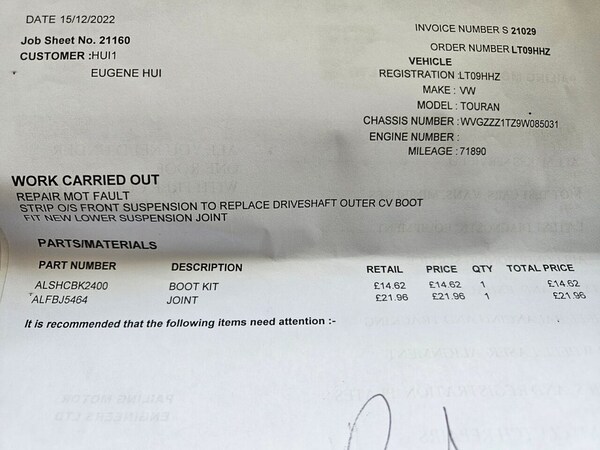 DATE 15/12/2022
INVOICE NUMBER S 21029
Job Sheet No. 21160
ORDER NUMBER LT09HHZ
CUSTOMER :HUI1
VEHICLE
EUGENE HUI
REGISTRATION :LT09HHZ
MAKE : VW
MODEL : TOURAN
CHASSIS NUMBER : WVGZZZ1TZ9W085031
ENGINE NUMBER :
MILEAGE : 71890
WORK CARRIED OUT
REPAIR MOT FAULT
STRIP O/S FRONT SUSPENSION TO REPLACE DRIVESHAFT OUTER CV BOOT
FIT NEW LOWER SUSPENSION JOINT
PARTS/MATERIALS
PART NUMBER DESCRIPTION RETAIL PRICE QTY TOTAL PRICE
ALSHCBK2400 BOOT KIT £14.62 £14.62 1 £14.62
ALFBJ5464 JOINT £21.96 £21.96 1 £21.96
It is recommended that the following items need attention :-